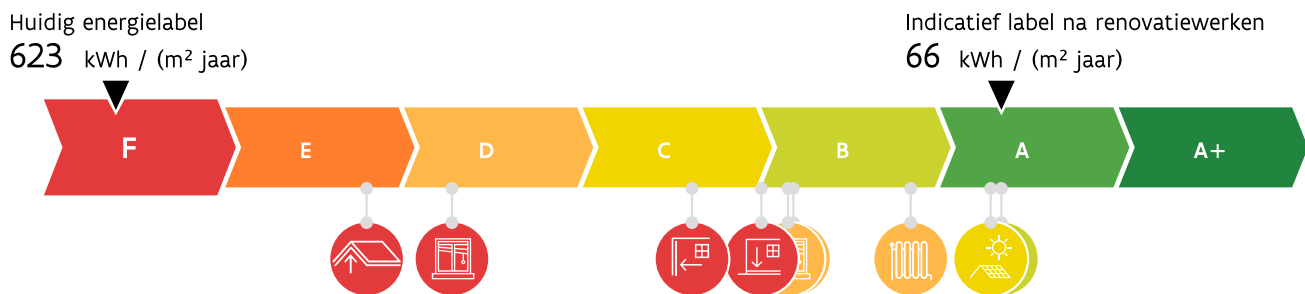 Huidig energielabel
623 kWh / (m² jaar)
Indicatief label na renovatiewerken
66 kWh / (m² jaar)
F E D C B A A+